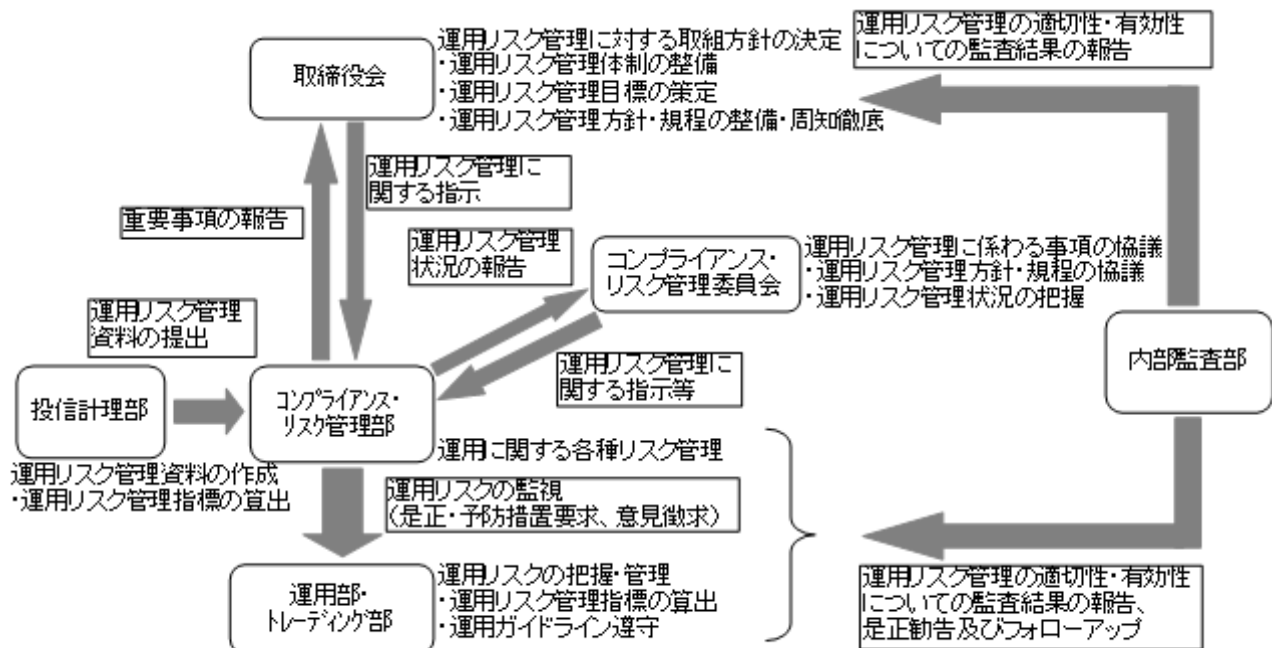 取締役会
運用リスク管理に対する取組方針の決定
・運用リスク管理体制の整備
・運用リスク管理目標の策定
・運用リスク管理方針・規程の整備・周知徹底
運用リスク管理の適切性・有効性
についての監査結果の報告
運用リスク管理に
関する指示
重要事項の報告
運用リスク管理
状況の報告
コンプライアンス・
リスク管理委員会
運用リスク管理に係わる事項の協議
・運用リスク管理方針・規程の協議
・運用リスク管理状況の把握
運用リスク管理
資料の提出
内部監査部
運用リスク管理に
関する指示等
投信計理部
コンプライアンス・
リスク管理部
運用に関する各種リスク管理
運用リスク管理資料の作成
・運用リスク管理指標の算出
運用リスクの監視
（是正・予防措置要求、意見徴求）
運用部・
トレーディング部
運用リスクの把握・管理
・運用リスク管理指標の算出
・運用ガイドライン遵守
運用リスク管理の適切性・有効性
についての監査結果の報告、
是正勧告及びフォローアップ